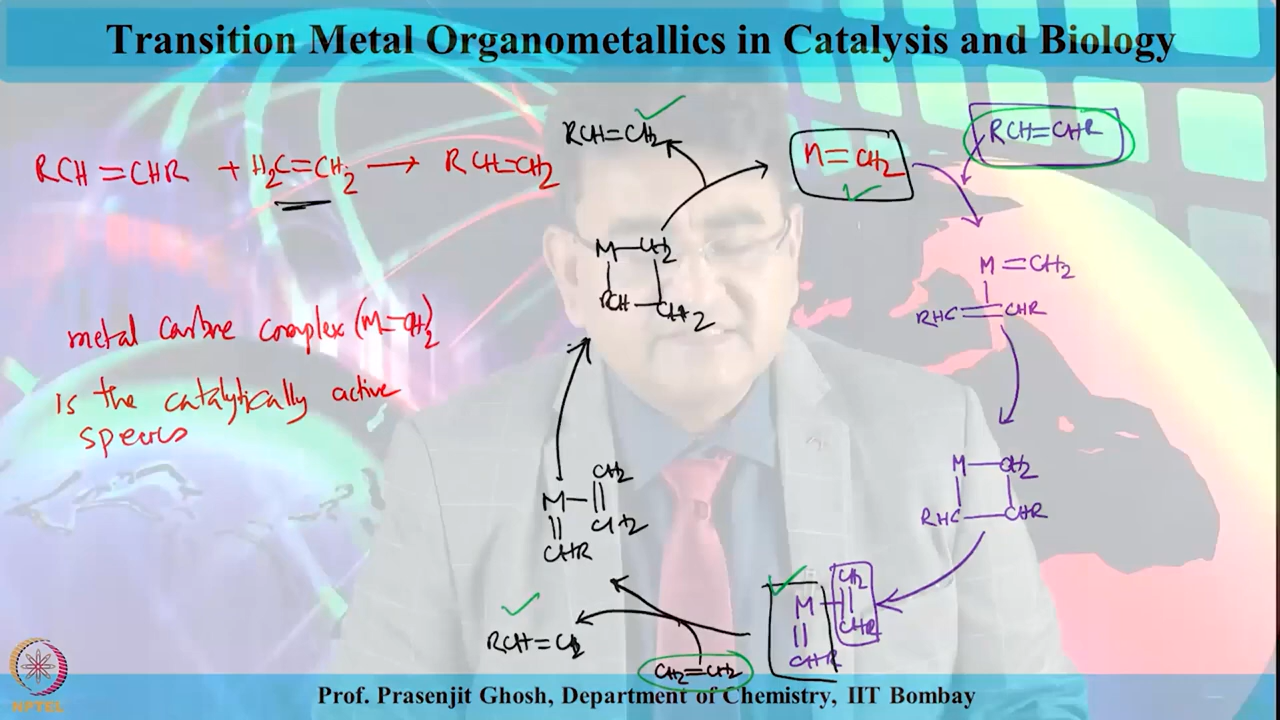 Transition Metal Organometallics in Catalysis and Biology
RCH=CHR + H₂C=CH₂ → RCH=CH₂
metal carbne complex (M=CH₂)
is the catalytically active
species
RCH=CH₂
M=CH₂
RCH=CHR
M=CH₂
RHC=CHR
M—CH₂
RHC—CHR
CH₂
M—||
||
CHR
CHR
CH₂=CH₂
RCH=CH₂
CH₂
M—||
||
CH₂
CHR
M—CH₂
RCH—CH₂
NPTEL
Prof. Prasenjit Ghosh, Department of Chemistry, IIT Bombay